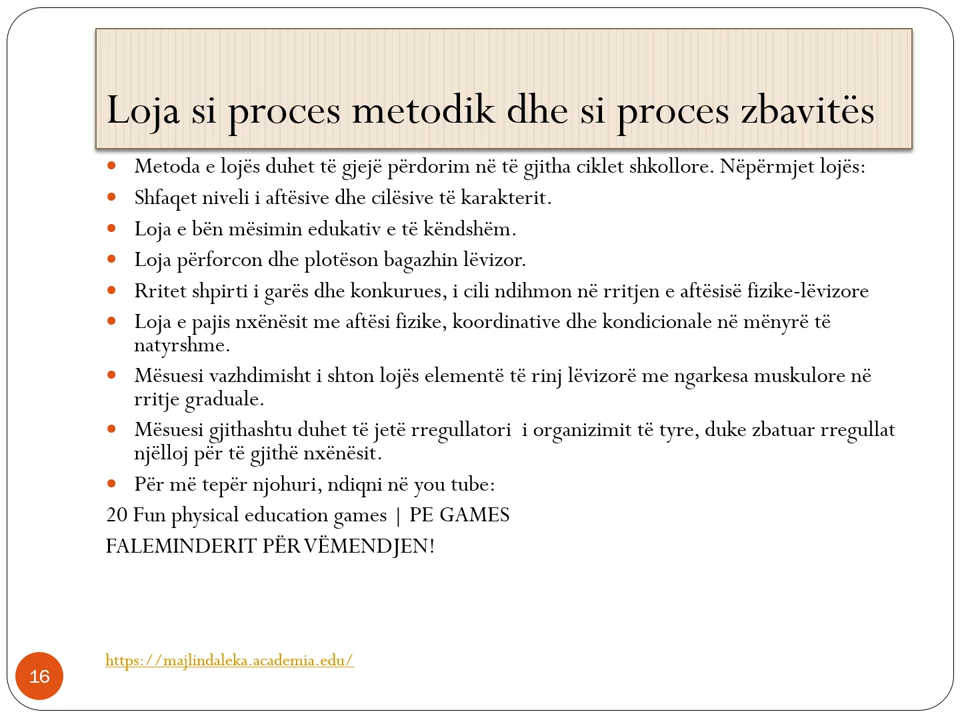 Loja si proces metodik dhe si proces zbavitës
• Metoda e lojës duhet të gjejë përdorim në të gjitha ciklet shkollore. Nëpërmjet lojës:
• Shfaqet niveli i aftësive dhe cilësive të karakterit.
• Loja e bën mësimin edukativ e të këndshëm.
• Loja përforcon dhe plotëson bagazhin lëvizor.
• Rritet shpirti i garës dhe konkurues, i cili ndihmon në rritjen e aftësisë fizike-lëvizore
• Loja e pajis nxënësit me aftësi fizike, koordinative dhe kondicionale në mënyrë të
natyrshme.
• Mësuesi vazhdimisht i shton lojës elementë të rinj lëvizorë me ngarkesa muskulore në
rritje graduale.
• Mësuesi gjithashtu duhet të jetë rregullatori i organizimit të tyre, duke zbatuar rregullat
njëlloj për të gjithë nxënësit.
• Për më tepër njohuri, ndiqni në you tube:
20 Fun physical education games | PE GAMES
FALEMINDERIT PËR VËMENDJEN!
https://majlindaleka.academia.edu/
16